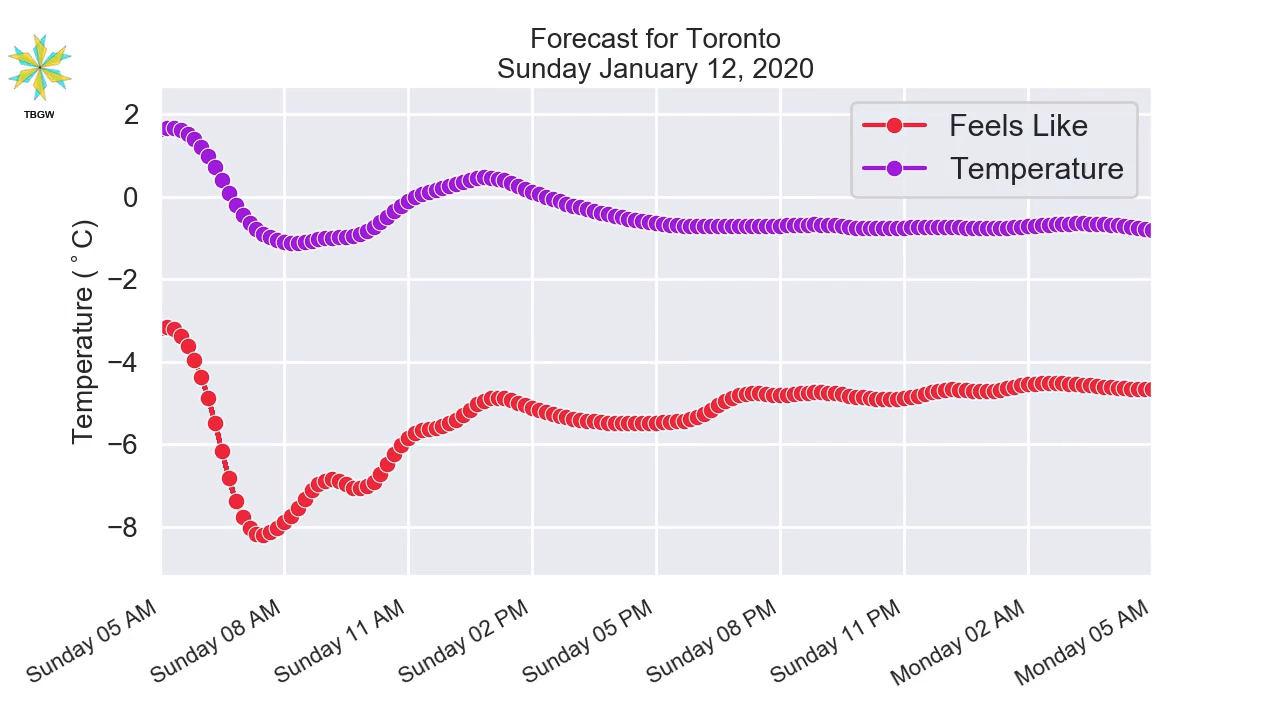 Forecast for Toronto
Sunday January 12, 2020
TBGW
Feels Like
Temperature
Temperature (°C)
2
0
−2
−4
−6
−8
Sunday 05 AM
Sunday 08 AM
Sunday 11 AM
Sunday 02 PM
Sunday 05 PM
Sunday 08 PM
Sunday 11 PM
Monday 02 AM
Monday 05 AM